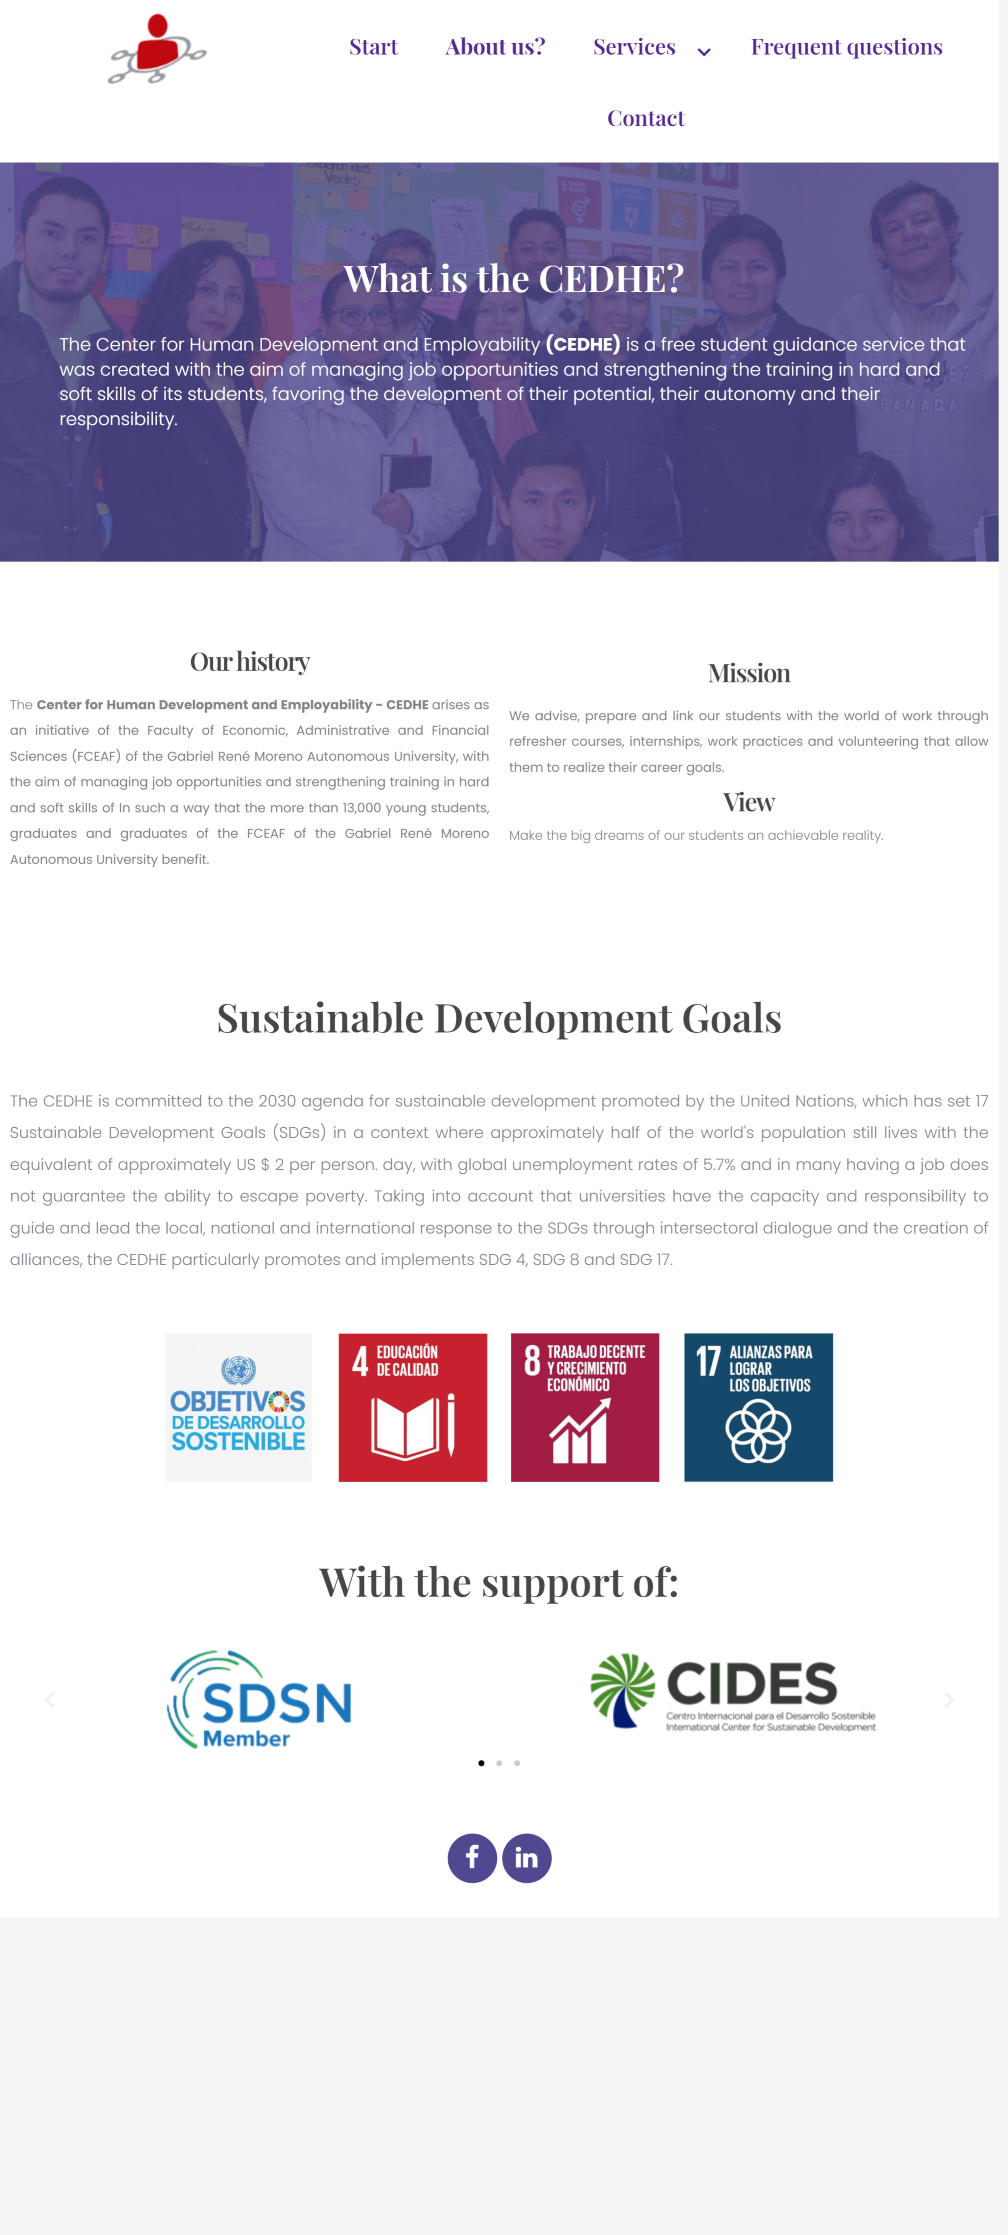 Start
About us?
Services
Frequent questions
Contact
Verdes
What is the CEDHE?
The Center for Human Development and Employability (CEDHE) is a free student guidance service that
was created with the aim of managing job opportunities and strengthening the training in hard and
soft skills of its students, favoring the development of their potential, their autonomy and their
responsibility.
CANADA
Our history
The Center for Human Development and Employability - CEDHE arises as
an initiative of the Faculty of Economic, Administrative and Financial
Sciences (FCEAF) of the Gabriel René Moreno Autonomous University, with
the aim of managing job opportunities and strengthening training in hard
and soft skills of In such a way that the more than 13,000 young students,
graduates and graduates of the FCEAF of the Gabriel René Moreno
Autonomous University benefit.
Mission
We advise, prepare and link our students with the world of work through
refresher courses, internships, work practices and volunteering that allow
them to realize their career goals.
View
Make the big dreams of our students an achievable reality.
Sustainable Development Goals
The CEDHE is committed to the 2030 agenda for sustainable development promoted by the United Nations, which has set 17
Sustainable Development Goals (SDGs) in a context where approximately half of the world's population still lives with the
equivalent of approximately US $ 2 per person. day, with global unemployment rates of 5.7% and in many having a job does
not guarantee the ability to escape poverty. Taking into account that universities have the capacity and responsibility to
guide and lead the local, national and international response to the SDGs through intersectoral dialogue and the creation of
alliances, the CEDHE particularly promotes and implements SDG 4, SDG 8 and SDG 17.
OBJETIVOS
DE DESARROLLO
SOSTENIBLE
4 EDUCACIÓN
DE CALIDAD
8 TRABAJO DECENTE
Y CRECIMIENTO
ECONÓMICO
17 ALIANZAS PARA
LOGRAR
LOS OBJETIVOS
With the support of:
SDSN
Member
CIDES
Centro Internacional para el Desarrollo Sostenible
International Center for Sustainable Development
f
in